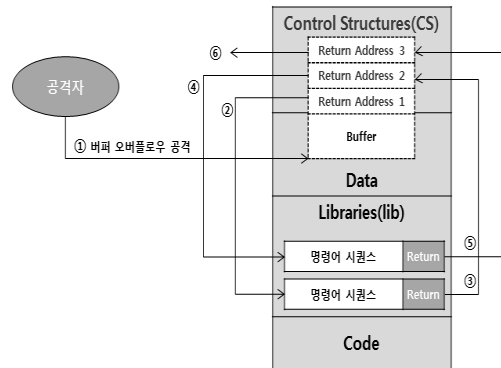 Control Structures(CS)
⑥
Return Address 3
공격자
④
Return Address 2
②
Return Address 1
① 버퍼 오버플로우 공격
Buffer
Data
Libraries(lib)
⑤
명령어 시퀀스
Return
③
명령어 시퀀스
Return
Code